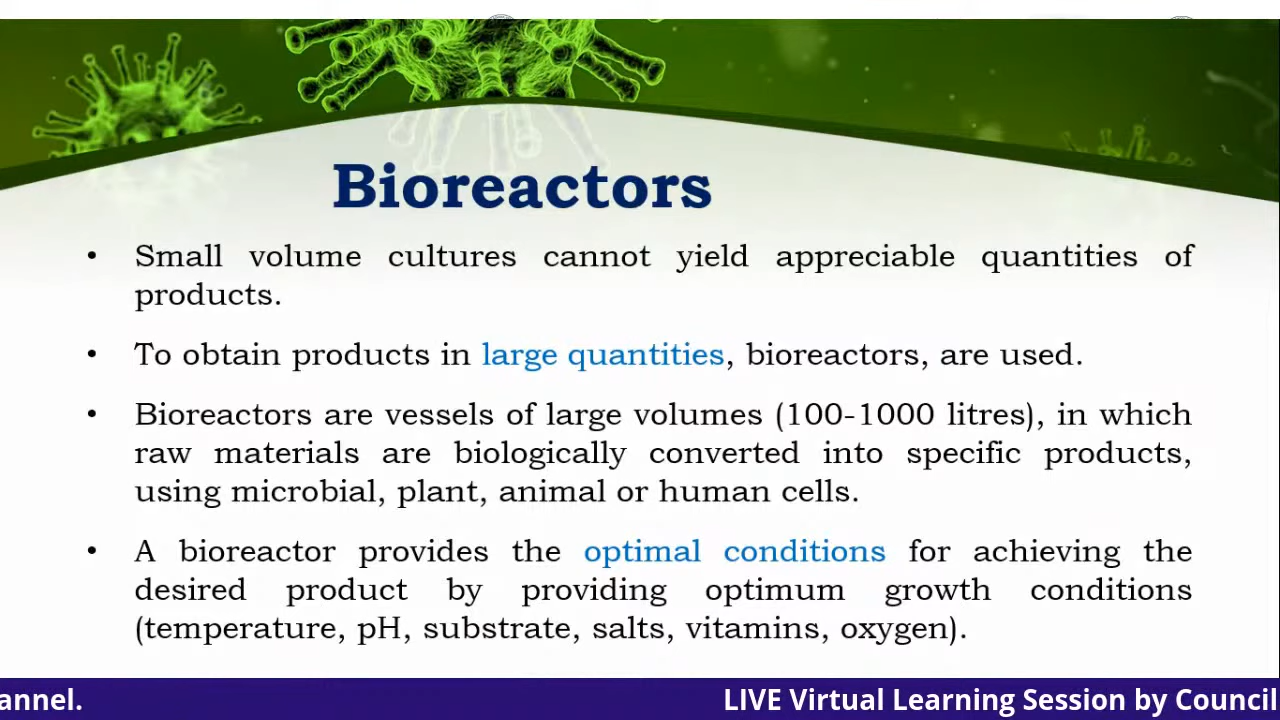 Bioreactors
• Small volume cultures cannot yield appreciable quantities of
products.
• To obtain products in large quantities, bioreactors, are used.
• Bioreactors are vessels of large volumes (100-1000 litres), in which
raw materials are biologically converted into specific products,
using microbial, plant, animal or human cells.
• A bioreactor provides the optimal conditions for achieving the
desired product by providing optimum growth conditions
(temperature, pH, substrate, salts, vitamins, oxygen).
annel. LIVE Virtual Learning Session by Council